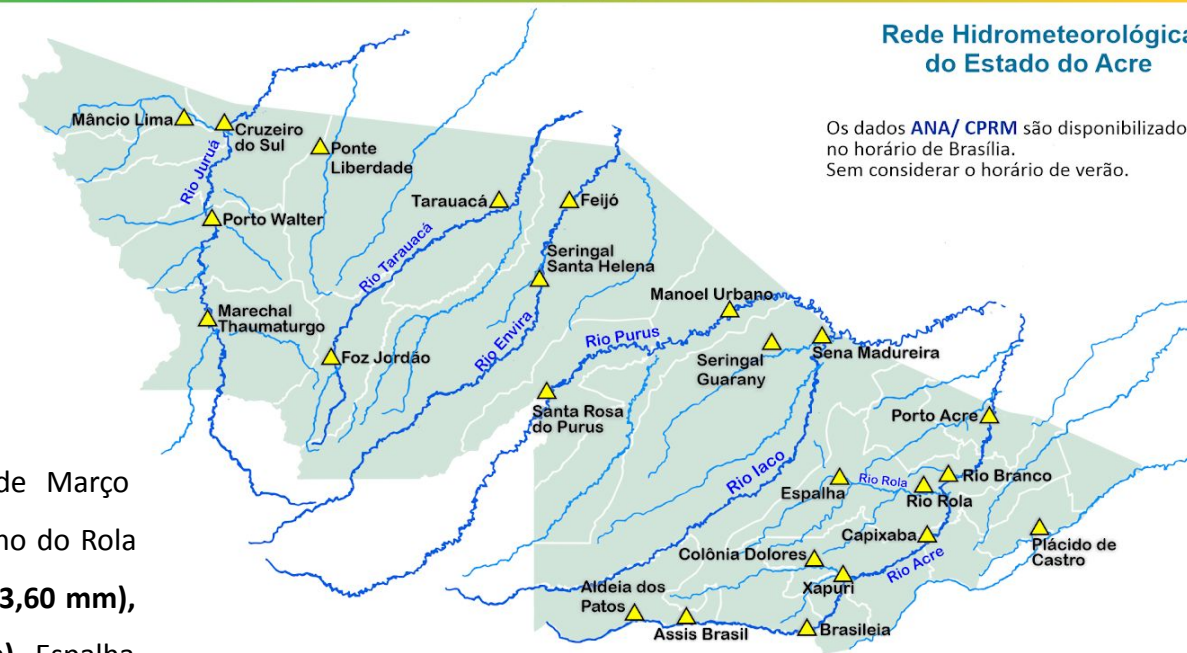 Rede Hidrometeorológica
do Estado do Acre
Os dados ANA/ CPRM são disponibilizado
no horário de Brasília.
Sem considerar o horário de verão.
Mâncio Lima
Cruzeiro
do Sul
Ponte
Liberdade
Rio Juruá
Porto Walter
Tarauacá
Feijó
Rio Tarauacá
Seringal
Santa Helena
Marechal
Thaumaturgo
Foz Jordão
Rio Envira
Manoel Urbano
Rio Purus
Seringal
Guarany
Sena Madureira
Santa Rosa
do Purus
Porto Acre
Rio Iaco
Espalha
Rio Rola
Rio Rola
Rio Branco
Capixaba
Plácido de
Castro
Colônia Dolores
Xapuri
Rio Acre
Aldeia dos
Patos
Assis Brasil
Brasileia
de Março
do Rola
3,60 mm),
Espalha